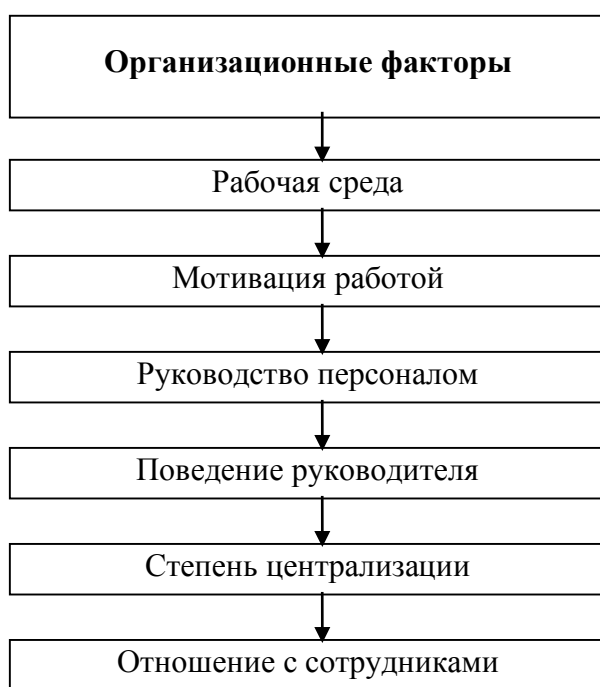 Организационные факторы
Рабочая среда
Мотивация работой
Руководство персоналом
Поведение руководителя
Степень централизации
Отношение с сотрудниками